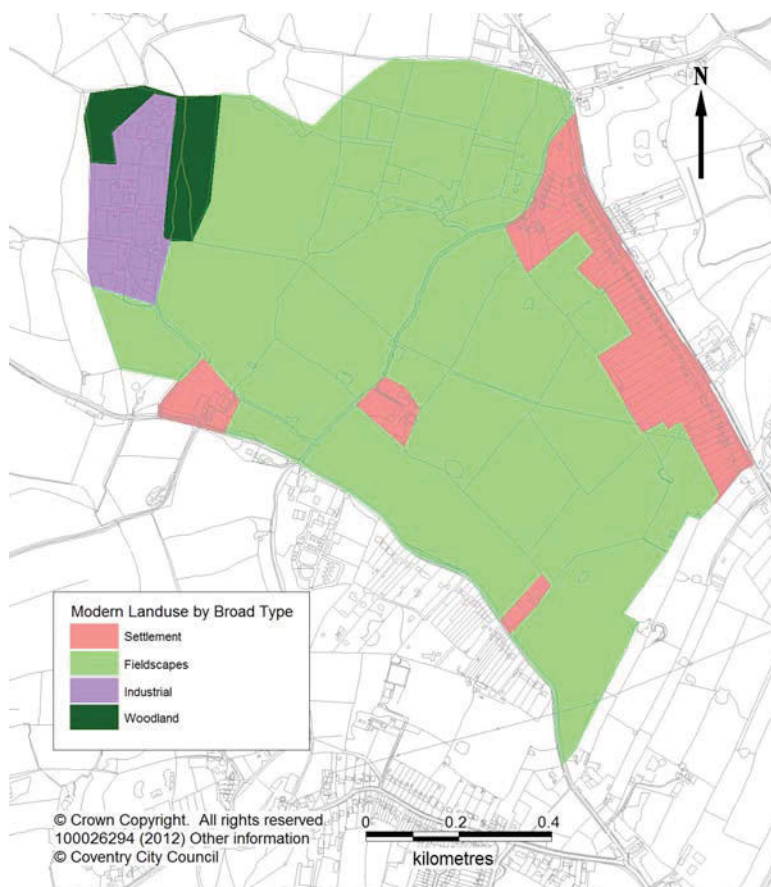 N
Modern Landuse by Broad Type
Settlement
Fieldscapes
Industrial
Woodland
© Crown Copyright. All rights reserved
100026294 (2012) Other information
© Coventry City Council
0 0.2 0.4
kilometres